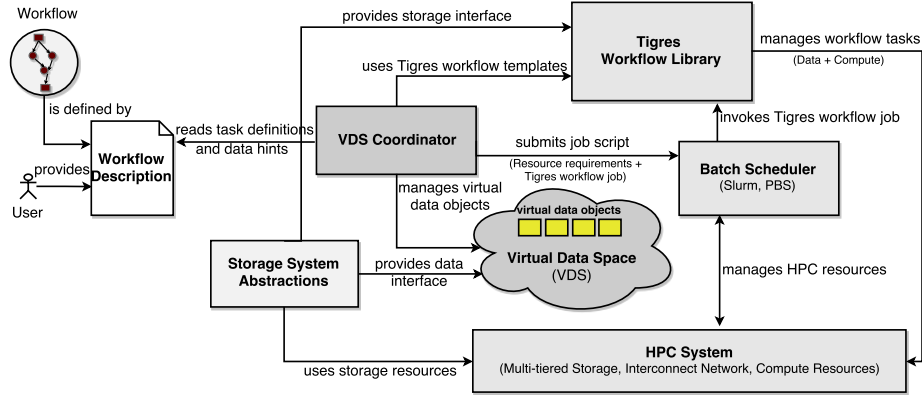 Workflow
provides storage interface
Tigres
Workflow Library
manages workflow tasks
(Data + Compute)
uses Tigres workflow templates
is defined by
reads task definitions
and data hints
VDS Coordinator
submits job script
(Resource requirements +
Tigres workflow job)
invokes Tigres workflow job
Batch Scheduler
(Slurm, PBS)
Workflow
Description
provides
User
manages virtual
data objects
virtual data objects
Virtual Data Space
(VDS)
Storage System
Abstractions
provides data
interface
manages HPC resources
HPC System
(Multi-tiered Storage, Interconnect Network, Compute Resources)
uses storage resources